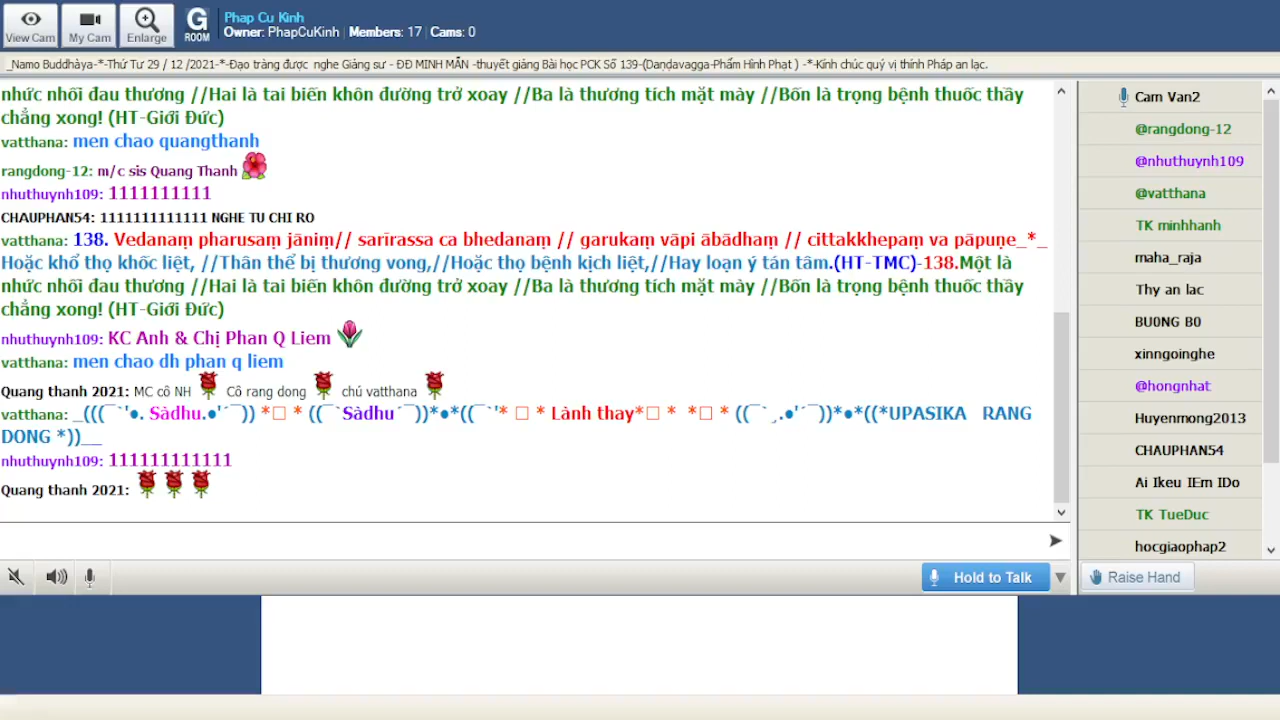 View Cam
My Cam
Enlarge
G
ROOM
Phap Cu Kinh
Owner: PhapCuKinh | Members: 17 | Cams: 0
_Namo Buddhàya-*-Thứ Tư 29 / 12 /2021-*-Đạo tràng được nghe Giảng sư - ĐĐ MINH MẪN -thuyết giảng Bài học PCK Số 139-(Daṇḍavagga-Phẩm Hình Phạt ) -*-Kính chúc quý vị thính Pháp an lạc.
nhức nhối đau thương //Hai là tai biến khôn đường trở xoay //Ba là thương tích mặt mày //Bốn là trọng bệnh thuốc thầy
chẳng xong! (HT-Giới Đức)
vatthana: men chao quangthanh
rangdong-12: m/c sis Quang Thanh
nhuthuynh109: 1111111111
CHAUPHAN54: 1111111111111 NGHE TU CHI RO
vatthana: 138. Vedanaṃ pharusaṃ jāniṃ// sarīrassa ca bhedanaṃ // garukaṃ vāpi ābādhaṃ // cittakkhepaṃ va pāpuṇe_*_
Hoặc khổ thọ khốc liệt, //Thân thể bị thương vong,//Hoặc thọ bệnh kịch liệt,//Hay loạn ý tán tâm.(HT-TMC)-138.Một là
nhức nhối đau thương //Hai là tai biến khôn đường trở xoay //Ba là thương tích mặt mày //Bốn là trọng bệnh thuốc thầy
chẳng xong! (HT-Giới Đức)
nhuthuynh109: KC Anh & Chị Phan Q Liem
vatthana: men chao dh phan q liem
Quang thanh 2021: MC cô NH Cô rang dong chú vatthana
vatthana: _(((¯`'●. Sàdhu.●'´¯)) *□ * ((¯`Sàdhu´¯))*●*((¯`'* □ * Lành thay*□ * *□ * ((¯`¸.●'´¯))*●*((*UPASIKA RANG
DONG *))__
nhuthuynh109: 111111111111
Quang thanh 2021:
Hold to Talk
Cam Van2
@rangdong-12
@nhuthuynh109
@vatthana
TK minhhanh
maha_raja
Thy an lac
BU0NG B0
xinngoinghe
@hongnhat
Huyenmong2013
CHAUPHAN54
Ai Ikeu IEm IDo
TK TueDuc
hocgiaophap2
Raise Hand